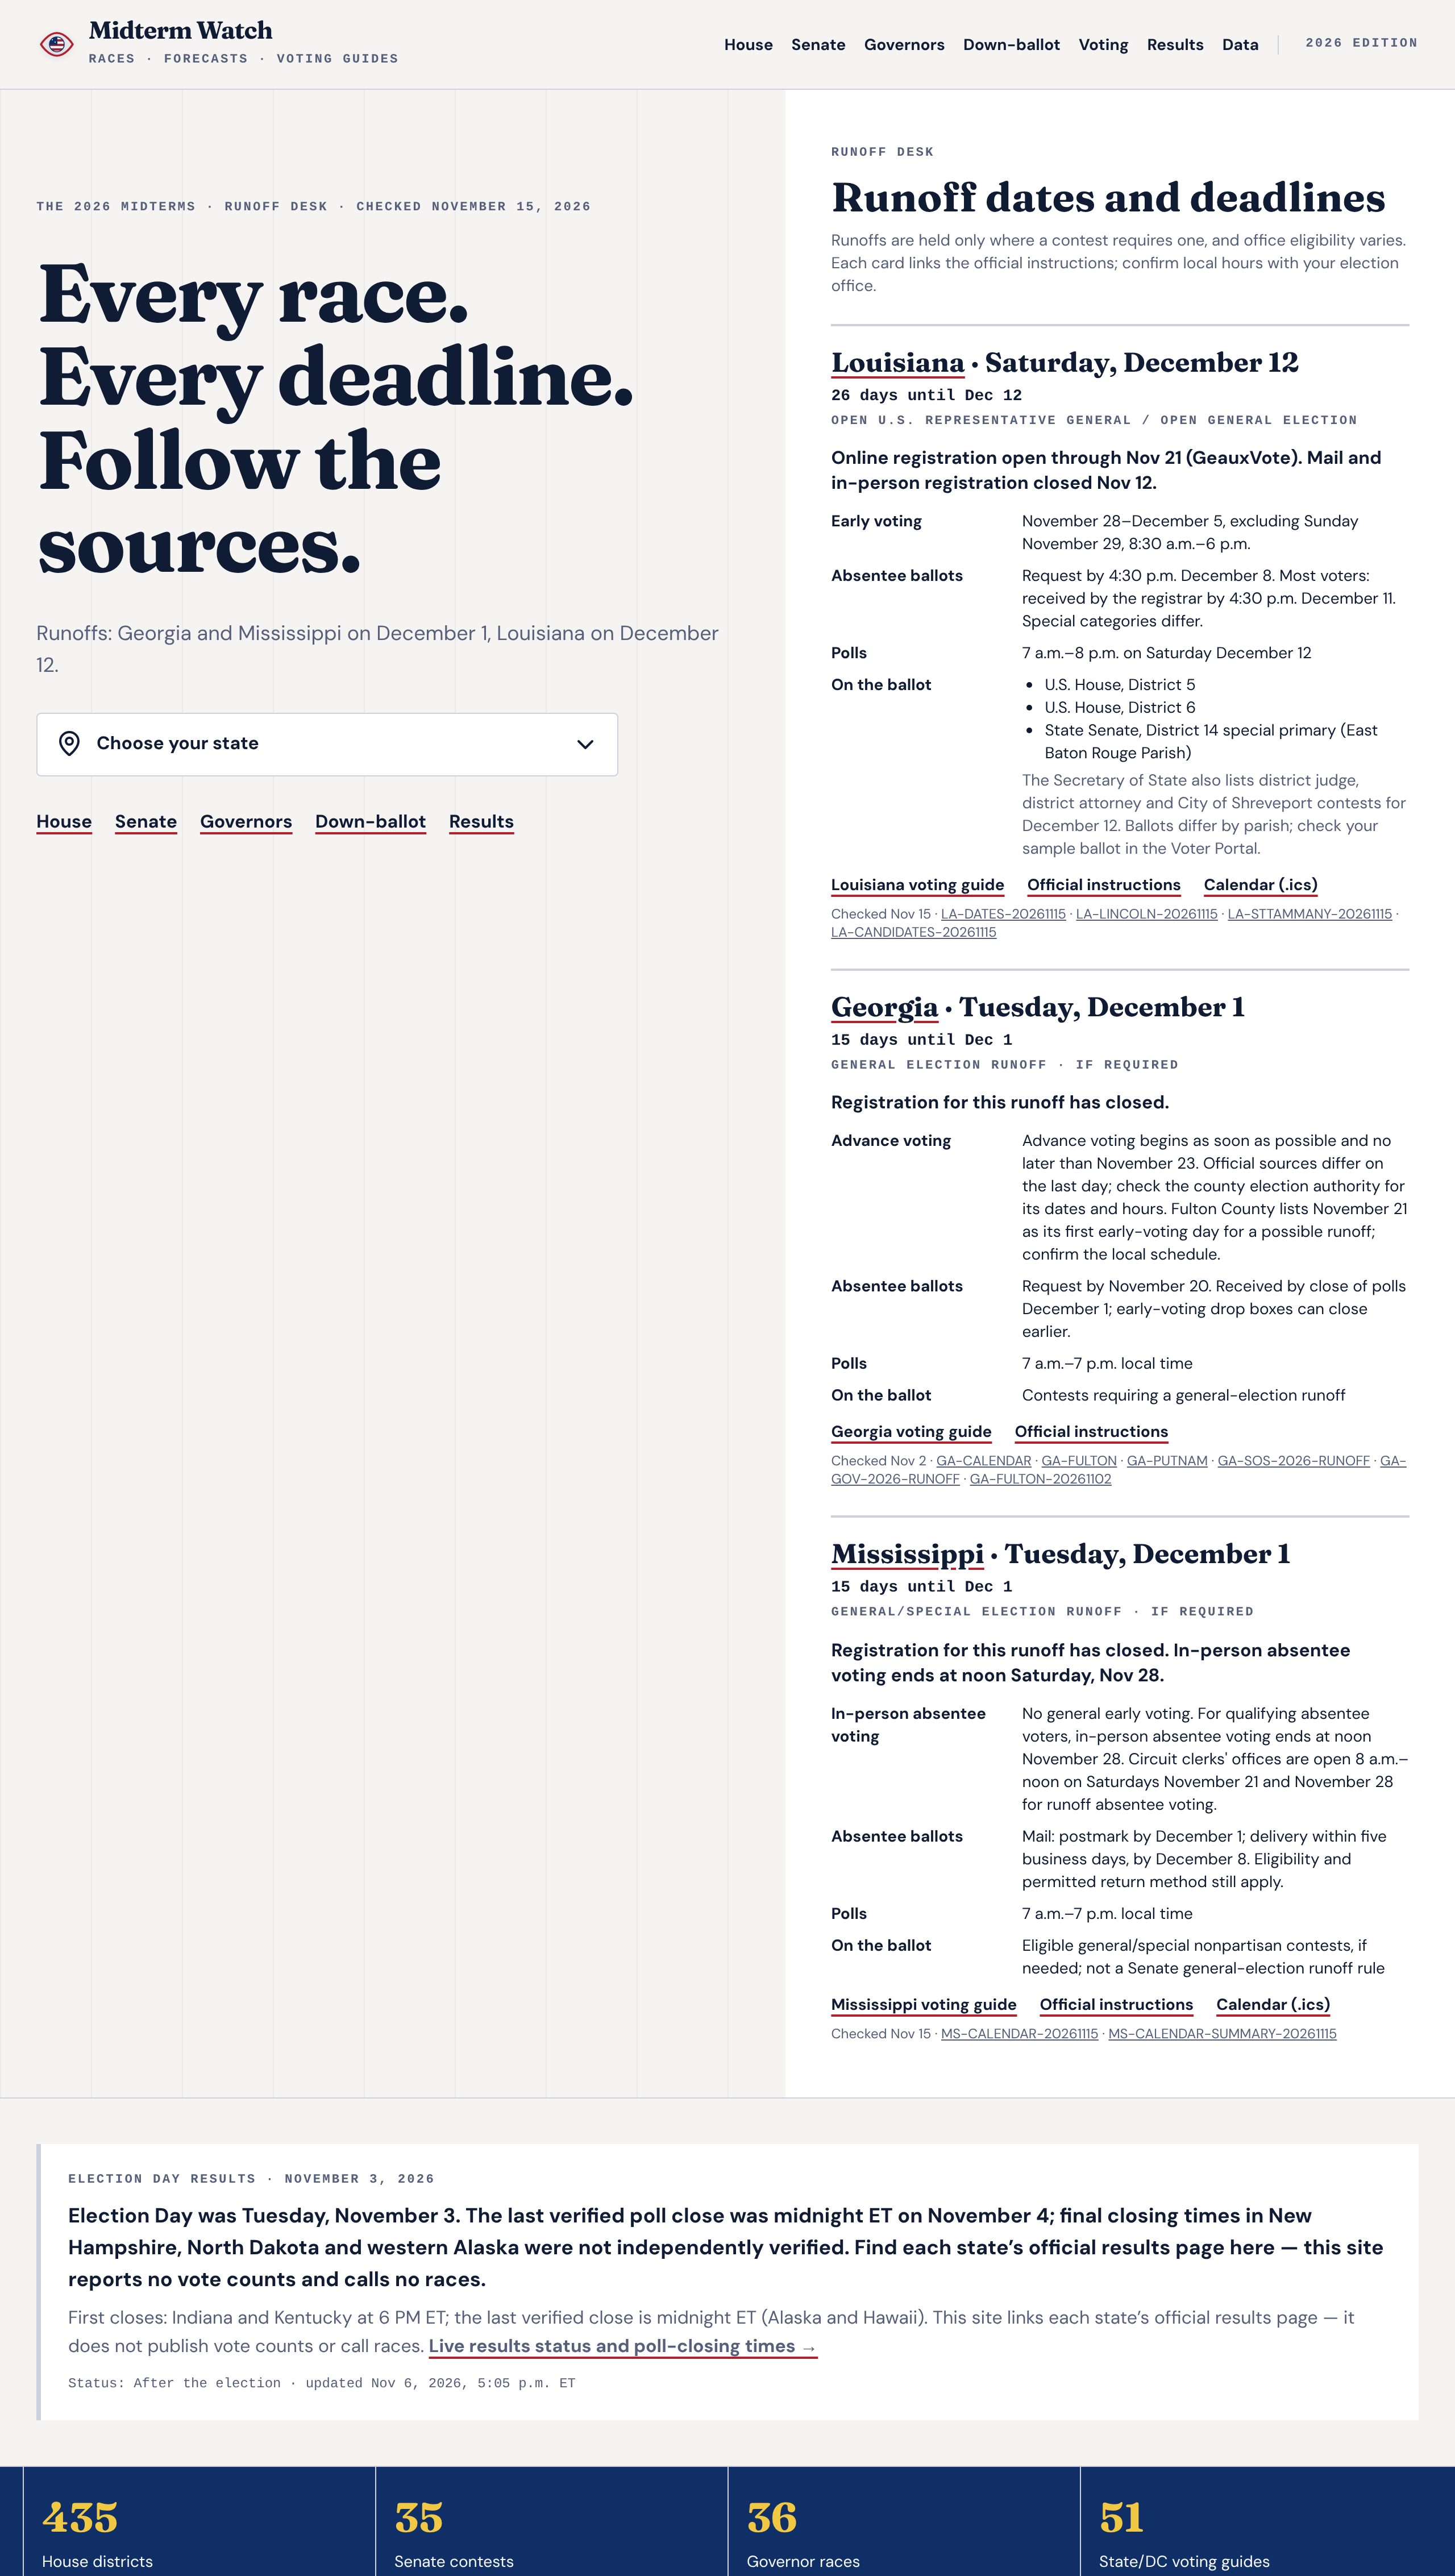 Midterm Watch
RACES · FORECASTS · VOTING GUIDES
House Senate Governors Down-ballot Voting Results Data 2026 EDITION
THE 2026 MIDTERMS · RUNOFF DESK · CHECKED NOVEMBER 15, 2026
Every race.
Every deadline.
Follow the
sources.
Runoffs: Georgia and Mississippi on December 1, Louisiana on December
12.
Choose your state
House Senate Governors Down-ballot Results
RUNOFF DESK
Runoff dates and deadlines
Runoffs are held only where a contest requires one, and office eligibility varies.
Each card links the official instructions; confirm local hours with your election
office.
Louisiana · Saturday, December 12
26 days until Dec 12
OPEN U.S. REPRESENTATIVE GENERAL / OPEN GENERAL ELECTION
Online registration open through Nov 21 (GeauxVote). Mail and
in-person registration closed Nov 12.
Early voting November 28–December 5, excluding Sunday
November 29, 8:30 a.m.–6 p.m.
Absentee ballots Request by 4:30 p.m. December 8. Most voters:
received by the registrar by 4:30 p.m. December 11.
Special categories differ.
Polls 7 a.m.–8 p.m. on Saturday December 12
On the ballot • U.S. House, District 5
• U.S. House, District 6
• State Senate, District 14 special primary (East
Baton Rouge Parish)
The Secretary of State also lists district judge,
district attorney and City of Shreveport contests for
December 12. Ballots differ by parish; check your
sample ballot in the Voter Portal.
Louisiana voting guide Official instructions Calendar (.ics)
Checked Nov 15 · LA-DATES-20261115 · LA-LINCOLN-20261115 · LA-STTAMMANY-20261115 ·
LA-CANDIDATES-20261115
Georgia · Tuesday, December 1
15 days until Dec 1
GENERAL ELECTION RUNOFF · IF REQUIRED
Registration for this runoff has closed.
Advance voting Advance voting begins as soon as possible and no
later than November 23. Official sources differ on
the last day; check the county election authority for
its dates and hours. Fulton County lists November 21
as its first early-voting day for a possible runoff;
confirm the local schedule.
Absentee ballots Request by November 20. Received by close of polls
December 1; early-voting drop boxes can close
earlier.
Polls 7 a.m.–7 p.m. local time
On the ballot Contests requiring a general-election runoff
Georgia voting guide Official instructions
Checked Nov 2 · GA-CALENDAR · GA-FULTON · GA-PUTNAM · GA-SOS-2026-RUNOFF · GA-
GOV-2026-RUNOFF · GA-FULTON-20261102
Mississippi · Tuesday, December 1
15 days until Dec 1
GENERAL/SPECIAL ELECTION RUNOFF · IF REQUIRED
Registration for this runoff has closed. In-person absentee
voting ends at noon Saturday, Nov 28.
In-person absentee No general early voting. For qualifying absentee
voting voters, in-person absentee voting ends at noon
November 28. Circuit clerks' offices are open 8 a.m.–
noon on Saturdays November 21 and November 28
for runoff absentee voting.
Absentee ballots Mail: postmark by December 1; delivery within five
business days, by December 8. Eligibility and
permitted return method still apply.
Polls 7 a.m.–7 p.m. local time
On the ballot Eligible general/special nonpartisan contests, if
needed; not a Senate general-election runoff rule
Mississippi voting guide Official instructions Calendar (.ics)
Checked Nov 15 · MS-CALENDAR-20261115 · MS-CALENDAR-SUMMARY-20261115
ELECTION DAY RESULTS · NOVEMBER 3, 2026
Election Day was Tuesday, November 3. The last verified poll close was midnight ET on November 4; final closing times in New
Hampshire, North Dakota and western Alaska were not independently verified. Find each state’s official results page here — this site
reports no vote counts and calls no races.
First closes: Indiana and Kentucky at 6 PM ET; the last verified close is midnight ET (Alaska and Hawaii). This site links each state’s official results page — it
does not publish vote counts or call races. Live results status and poll-closing times →
Status: After the election · updated Nov 6, 2026, 5:05 p.m. ET
435 35 36 51
House districts Senate contests Governor races State/DC voting guides